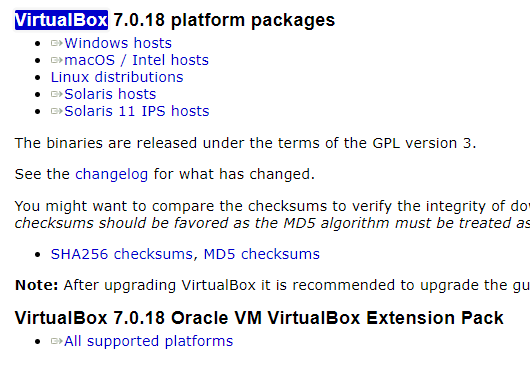 VirtualBox 7.0.18 platform packages
Windows hosts
macOS / Intel hosts
Linux distributions
Solaris hosts
Solaris 11 IPS hosts
The binaries are released under the terms of the GPL version 3.
See the changelog for what has changed.
You might want to compare the checksums to verify the integrity of
checksums should be favored as the MD5 algorithm must be treated as
SHA256 checksums, MD5 checksums
Note: After upgrading VirtualBox it is recommended to upgrade the
VirtualBox 7.0.18 Oracle VM VirtualBox Extension Pack
All supported platforms